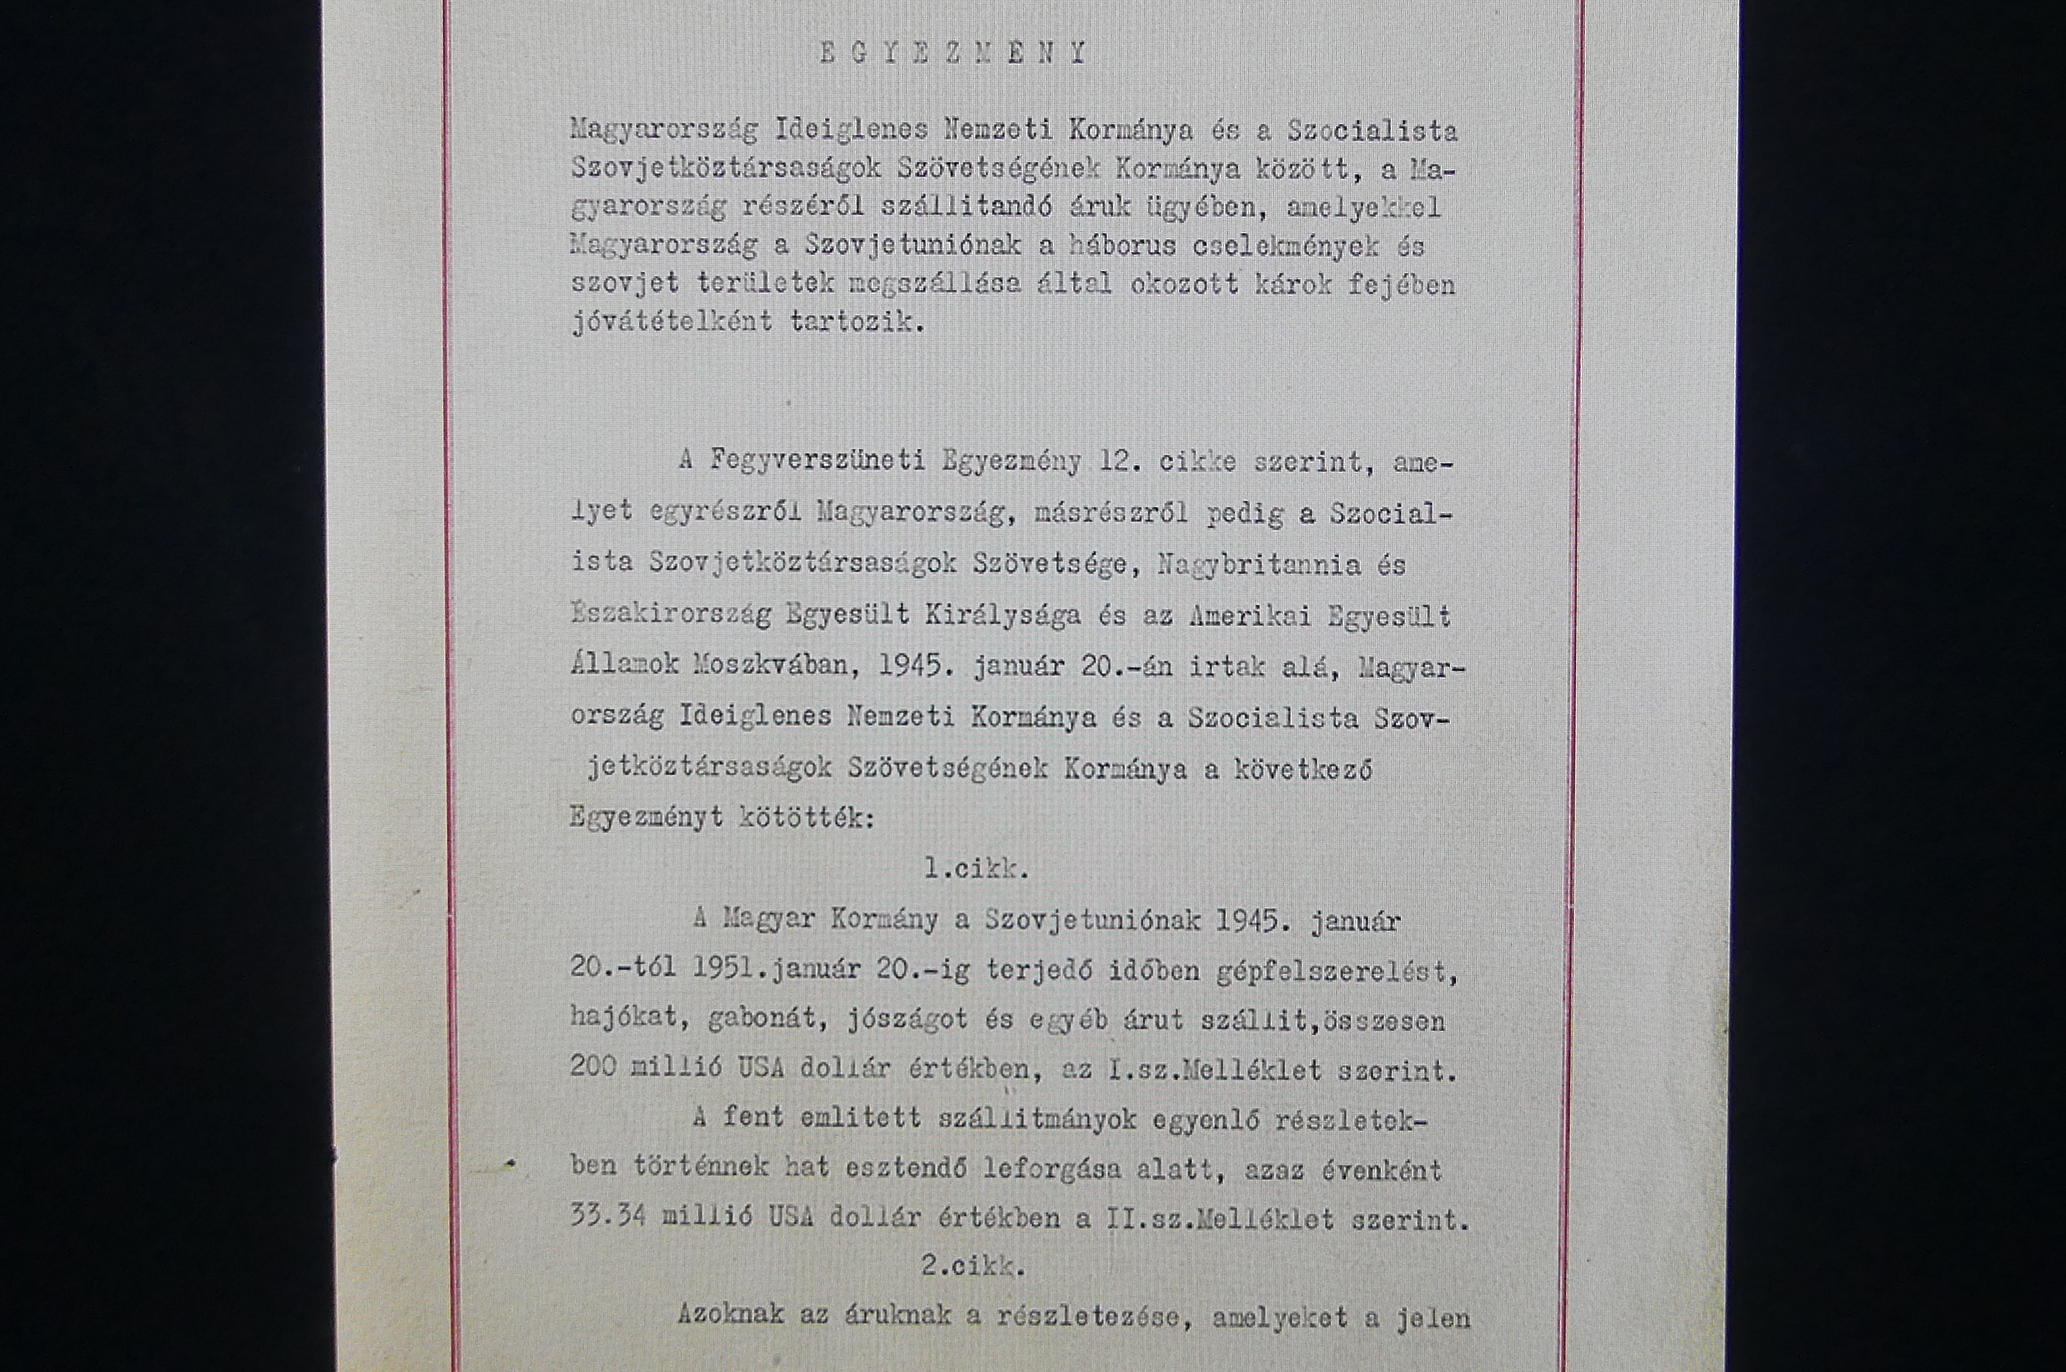 EGYEZMÉNY
Magyarország Ideiglenes Nemzeti Kormánya és a Szocialista
Szovjetköztársaságok Szövetségének Kormánya között, a Ma-
gyarország részéről szállitandó áruk ügyében, amelyekkel
Magyarország a Szovjetuniónak a háborus cselekmények és
szovjet területek megszállása által okozott károk fejében
jóvátételként tartozik.
A Fegyverszüneti Egyezmény 12. cikke szerint, ame-
lyet egyrészről Magyarország, másrészről pedig a Szocial-
ista Szovjetköztársaságok Szövetsége, Nagybritannia és
Északirország Egyesült Királysága és az Amerikai Egyesült
Államok Moszkvában, 1945. január 20.-án irtak alá, Magyar-
ország Ideiglenes Nemzeti Kormánya és a Szocialista Szov-
jetköztársaságok Szövetségének Kormánya a következő
Egyezményt kötötték:
1.cikk.
A Magyar Kormány a Szovjetuniónak 1945. január
20.-tól 1951.január 20.-ig terjedő időben gépfelszerelést,
hajókat, gabonát, jószágot és egyéb árut szállit,összesen
200 millió USA dollár értékben, az I.sz.Melléklet szerint.
A fent emlitett szállitmányok egyenlő részletek-
ben történnek hat esztendő leforgása alatt, azaz évenként
33.34 millió USA dollár értékben a II.sz.Melléklet szerint.
2.cikk.
Azoknak az áruknak a részletezése, amelyeket a jelen